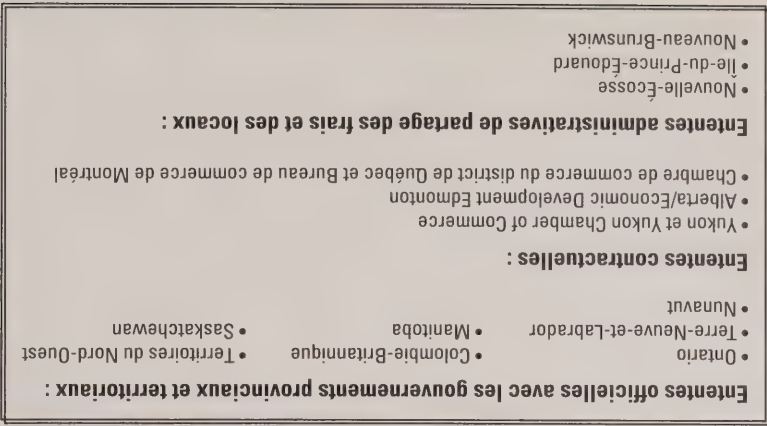 Ententes officielles avec les gouvernements provinciaux et territoriaux :
• Ontario • Colombie-Britannique • Territoires du Nord-Ouest
• Terre-Neuve-et-Labrador • Manitoba • Saskatchewan
• Nunavut
Ententes contractuelles :
• Yukon et Yukon Chamber of Commerce
• Alberta/Economic Development Edmonton
• Chambre de commerce du district de Québec et Bureau de commerce de Montréal
Ententes administratives de partage des frais et des locaux :
• Nouvelle-Écosse
• Île-du-Prince-Édouard
• Nouveau-Brunswick